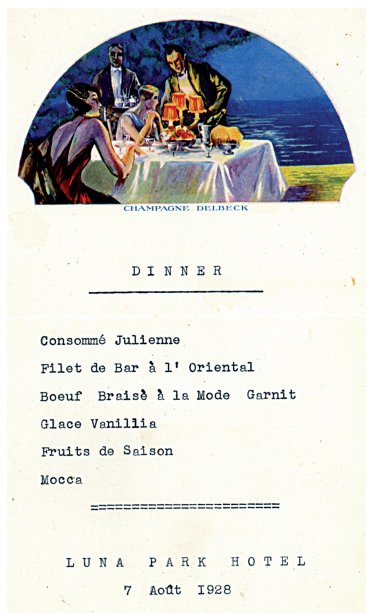 CHAMPAGNE DELBECK
DINNER
Consommé Julienne
Filet de Bar à l' Oriental
Boeuf Braisè à la Mode Garnit
Glace Vanillia
Fruits de Saison
Mocca
=======================
LUNA PARK HOTEL
7 Août 1928